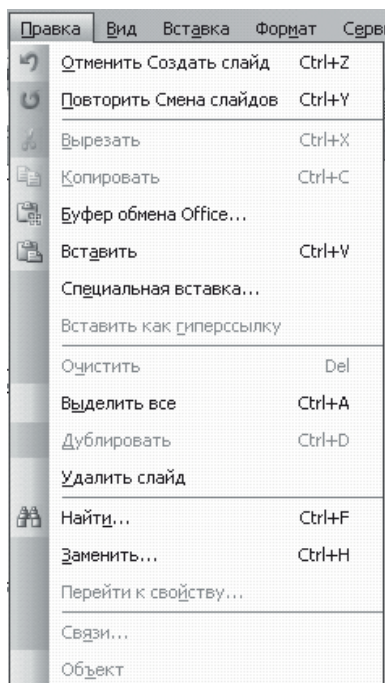 Правка Вид Вставка Формат Серв
Отменить Создать слайд Ctrl+Z
Повторить Смена слайдов Ctrl+Y
Вырезать Ctrl+X
Копировать Ctrl+C
Буфер обмена Office...
Вставить Ctrl+V
Специальная вставка...
Вставить как гиперссылку
Очистить Del
Выделить все Ctrl+A
Дублировать Ctrl+D
Удалить слайд
Найти... Ctrl+F
Заменить... Ctrl+H
Перейти к свойству...
Связи...
Объект